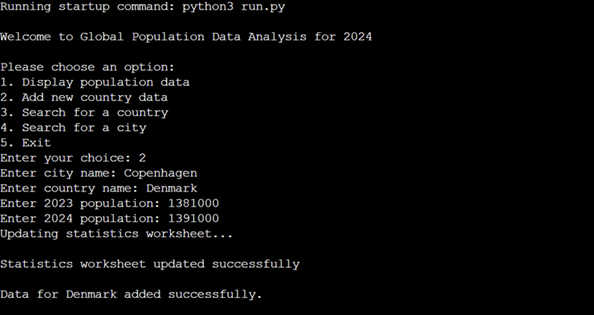 Running startup command: python3 run.py
Welcome to Global Population Data Analysis for 2024
Please choose an option:
1. Display population data
2. Add new country data
3. Search for a country
4. Search for a city
5. Exit
Enter your choice: 2
Enter city name: Copenhagen
Enter country name: Denmark
Enter 2023 population: 1381000
Enter 2024 population: 1391000
Updating statistics worksheet...
Statistics worksheet updated successfully
Data for Denmark added successfully.